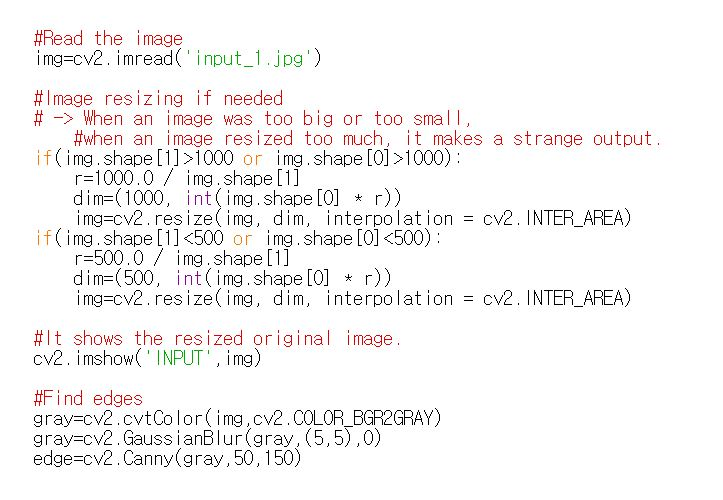 #Read the image
img=cv2.imread('input_1.jpg')

#Image resizing if needed
# -> When an image was too big or too small,
    #when an image resized too much, it makes a strange output.
if(img.shape[1]>1000 or img.shape[0]>1000):
    r=1000.0 / img.shape[1]
    dim=(1000, int(img.shape[0] * r))
    img=cv2.resize(img, dim, interpolation = cv2.INTER_AREA)
if(img.shape[1]<500 or img.shape[0]<500):
    r=500.0 / img.shape[1]
    dim=(500, int(img.shape[0] * r))
    img=cv2.resize(img, dim, interpolation = cv2.INTER_AREA)

#It shows the resized original image.
cv2.imshow('INPUT',img)

#Find edges
gray=cv2.cvtColor(img,cv2.COLOR_BGR2GRAY)
gray=cv2.GaussianBlur(gray,(5,5),0)
edge=cv2.Canny(gray,50,150)